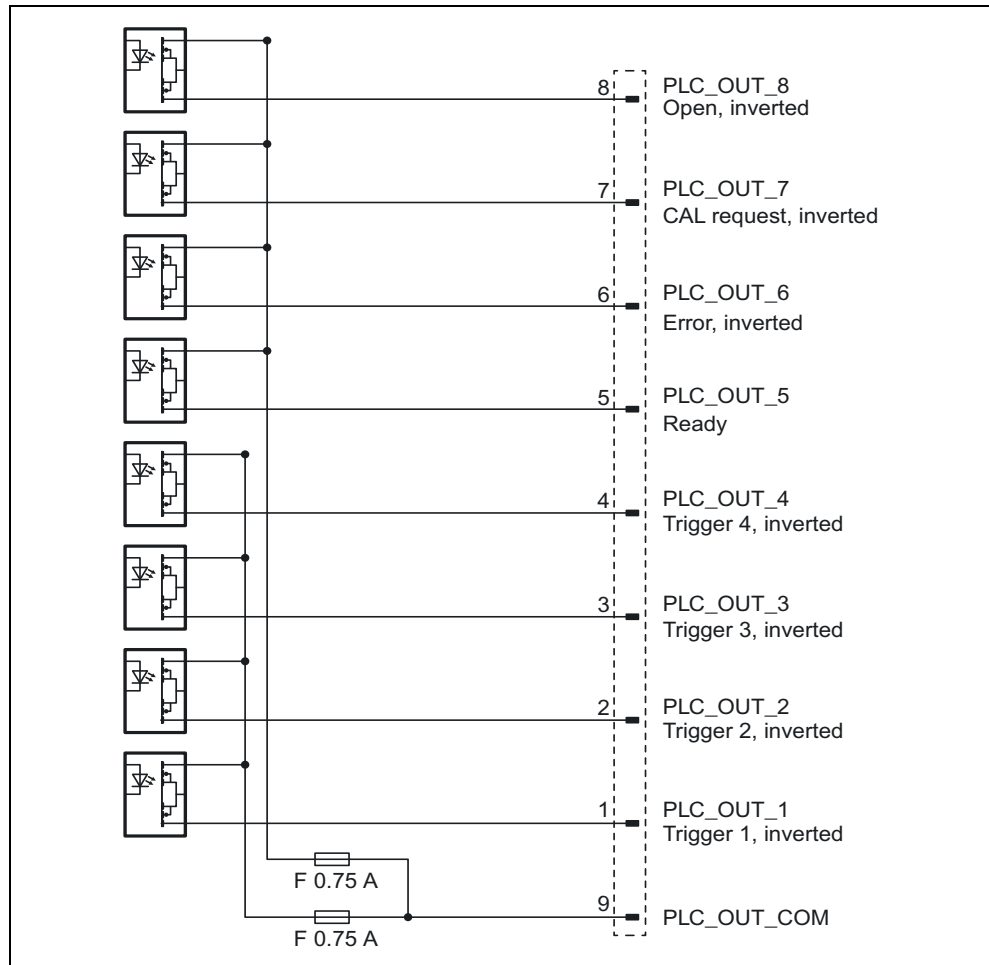 8
PLC_OUT_8
Open, inverted
7
PLC_OUT_7
CAL request, inverted
6
PLC_OUT_6
Error, inverted
5
PLC_OUT_5
Ready
4
PLC_OUT_4
Trigger 4, inverted
3
PLC_OUT_3
Trigger 3, inverted
2
PLC_OUT_2
Trigger 2, inverted
1
PLC_OUT_1
Trigger 1, inverted
F 0.75 A
9
PLC_OUT_COM
F 0.75 A